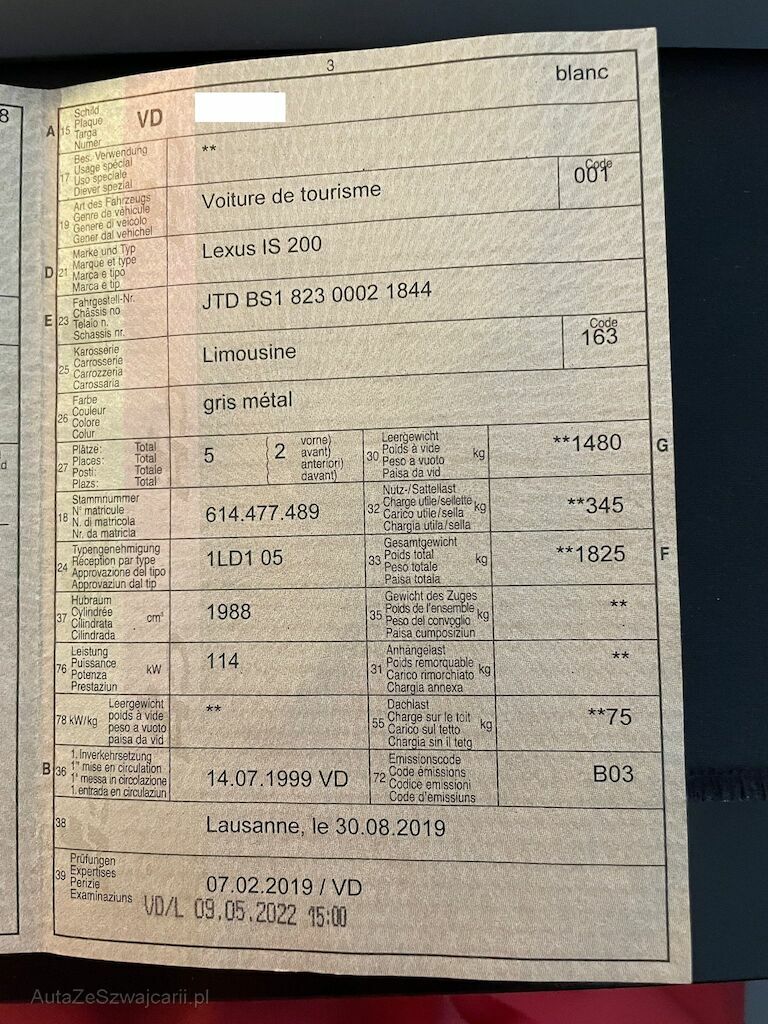 3
8
blanc
A 15 Schild
Plaque
Targa
Numer
VD
17 Bes. Verwendung
Usage spécial
Uso speciale
Diever spezial
**
19 Art des Fahrzeugs
Genre de véhicule
Genere di veicolo
Gener dal vehichel
Voiture de tourisme
Code
001
D 21 Marke und Typ
Marque et type
Marca e tipo
Marca e tip
Lexus IS 200
E 23 Fahrgestell-Nr.
Châssis no
Telaio n.
Schassis nr.
JTD BS1 823 0002 1844
25 Karosserie
Carrosserie
Carrozzeria
Carossaria
Limousine
Code
163
26 Farbe
Couleur
Colore
Colur
gris métal
27 Plätze: Total
Places: Total
Posti: Totale
Plazs: Total
5
2
vorne)
avant)
anteriori)
davant)
30 Leergewicht
Poids à vide
Peso a vuoto
Paisa da vid
kg
**1480
G
18 Stammnummer
N° matricule
N. di matricola
Nr. da matricia
614.477.489
32 Nutz-/Sattellast
Charge utile/sellette
Carico utile/sella
Chargia utila/sella
kg
**345
24 Typengenehmigung
Réception par type
Approvazione del tipo
Approvaziun dal tip
1LD1 05
33 Gesamtgewicht
Poids total
Peso totale
Paisa totala
kg
**1825
F
37 Hubraum
Cylindrée
Cilindrata
Cilindrada
cm³
1988
35 Gewicht des Zuges
Poids de l'ensemble
Peso del convoglio
Paisa cumposiziun
kg
**
76 Leistung
Puissance
Potenza
Prestaziun
kW
114
31 Anhängelast
Poids remorquable
Carico rimorchiato
Chargia annexa
kg
**
78 kW/kg
Leergewicht
poids à vide
peso a vuoto
paisa da vid
**
55 Dachlast
Charge sur le toit
Carico sul tetto
Chargia sin il tetg
kg
**75
B 36 1. Inverkehrsetzung
1re mise en circulation
1a messa in circolazione
1. entrada en circulaziun
14.07.1999 VD
72 Emissionscode
Code émissions
Codice emissioni
Code d'emissiuns
B03
38
Lausanne, le 30.08.2019
39 Prüfungen
Expertises
Perizie
Examinaziuns
07.02.2019 / VD
VD/L 09.05.2022 15:00
AutaZeSzwajcarii.pl